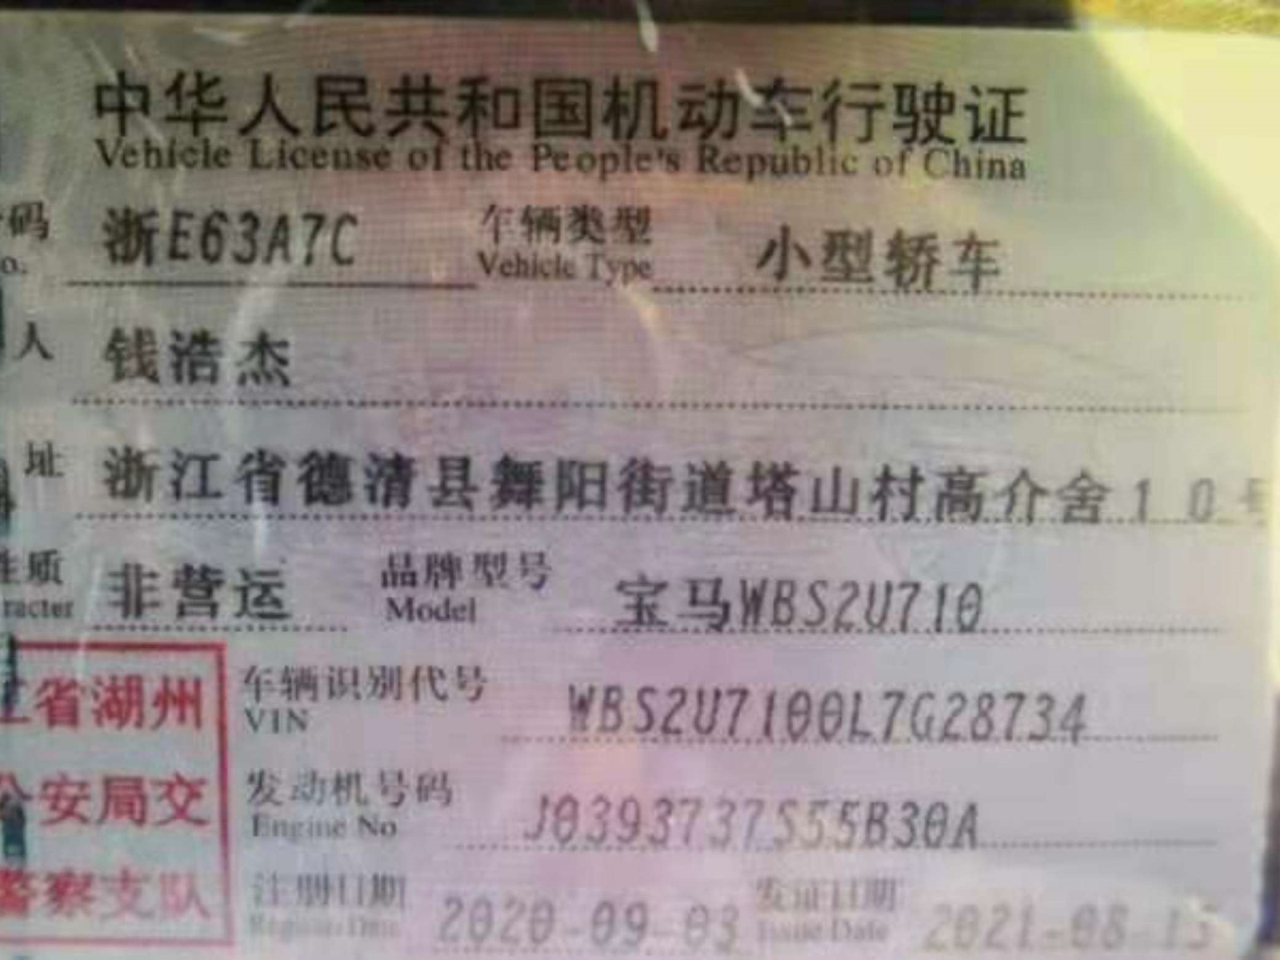 中华人民共和国机动车行驶证
Vehicle License of the People's Republic of China
码 浙E63A7C 车辆类型 小型轿车
o. Vehicle Type
人 钱浩杰
址 浙江省德清县舞阳街道塔山村高介舍10号
性质 非营运 品牌型号 宝马WBS2U710
racter Model
车辆识别代号 WBS2U7100L7G28734
VIN
发动机号码 J0393737S55B30A
Engine No
注册日期 2020-09-03 发证日期 2021-08-13
Register Date Issue Date
江省湖州
公安局交
警察支队